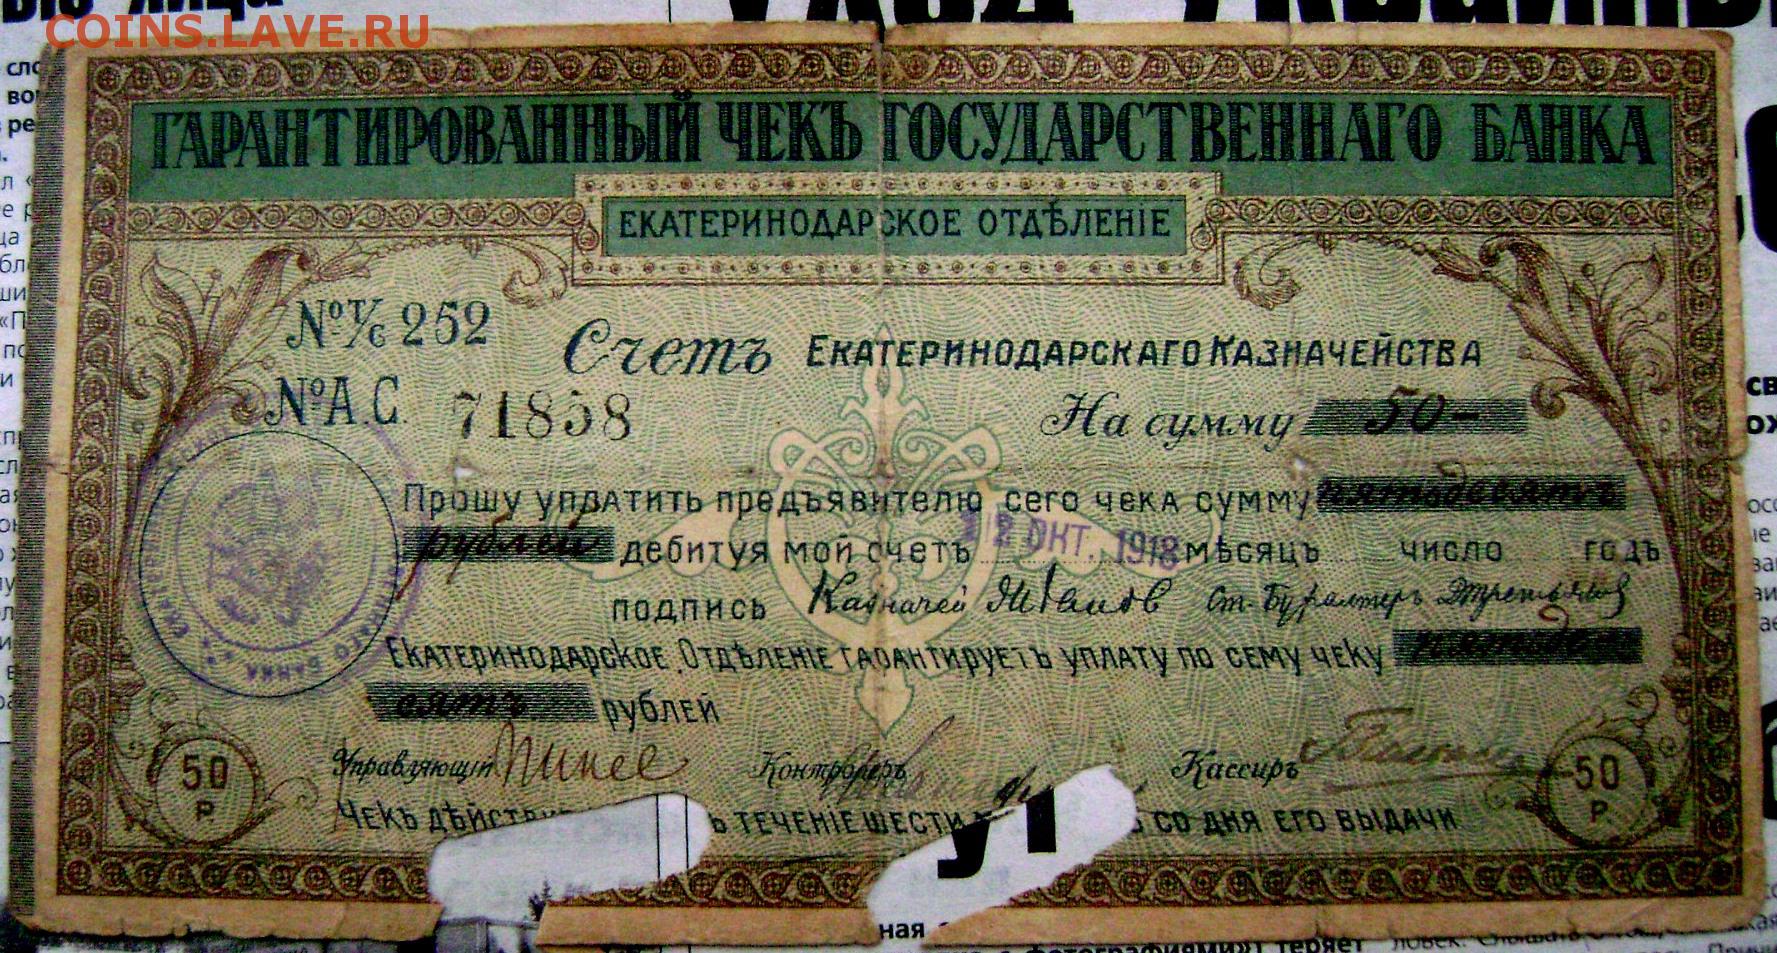 COINS.LAVE.RU
ГАРАНТИРОВАННЫЙ ЧЕКЪ ГОСУДАРСТВЕННАГО БАНКА
ЕКАТЕРИНОДАРСКОЕ ОТДѢЛЕНIЕ
№ Т/С 252
Счетъ ЕКАТЕРИНОДАРСКАГО КАЗНАЧЕЙСТВА
№ А.С. 71858
На сумму 50-
Прошу уплатить предъявителю сего чека сумму пятьдесятъ
рублей дебитуя мой счетъ 12 ОКТ. 1918 мѣсяцъ число годъ
подпись Казначей Ст. Бухгалтеръ
ЕКАТЕРИНОДАРСКОЕ ОТДѢЛЕНIЕ ГАРАНТИРУЕТЪ УПЛАТУ ПО СЕМУ ЧЕКУ пятьде-
сятъ рублей
Управляющiй Контролеръ Кассиръ
50 Р
50 Р
ЧЕКЪ ТЕЧЕНIЕ ШЕСТИ СО ДНЯ ЕГО ВЫДАЧИ